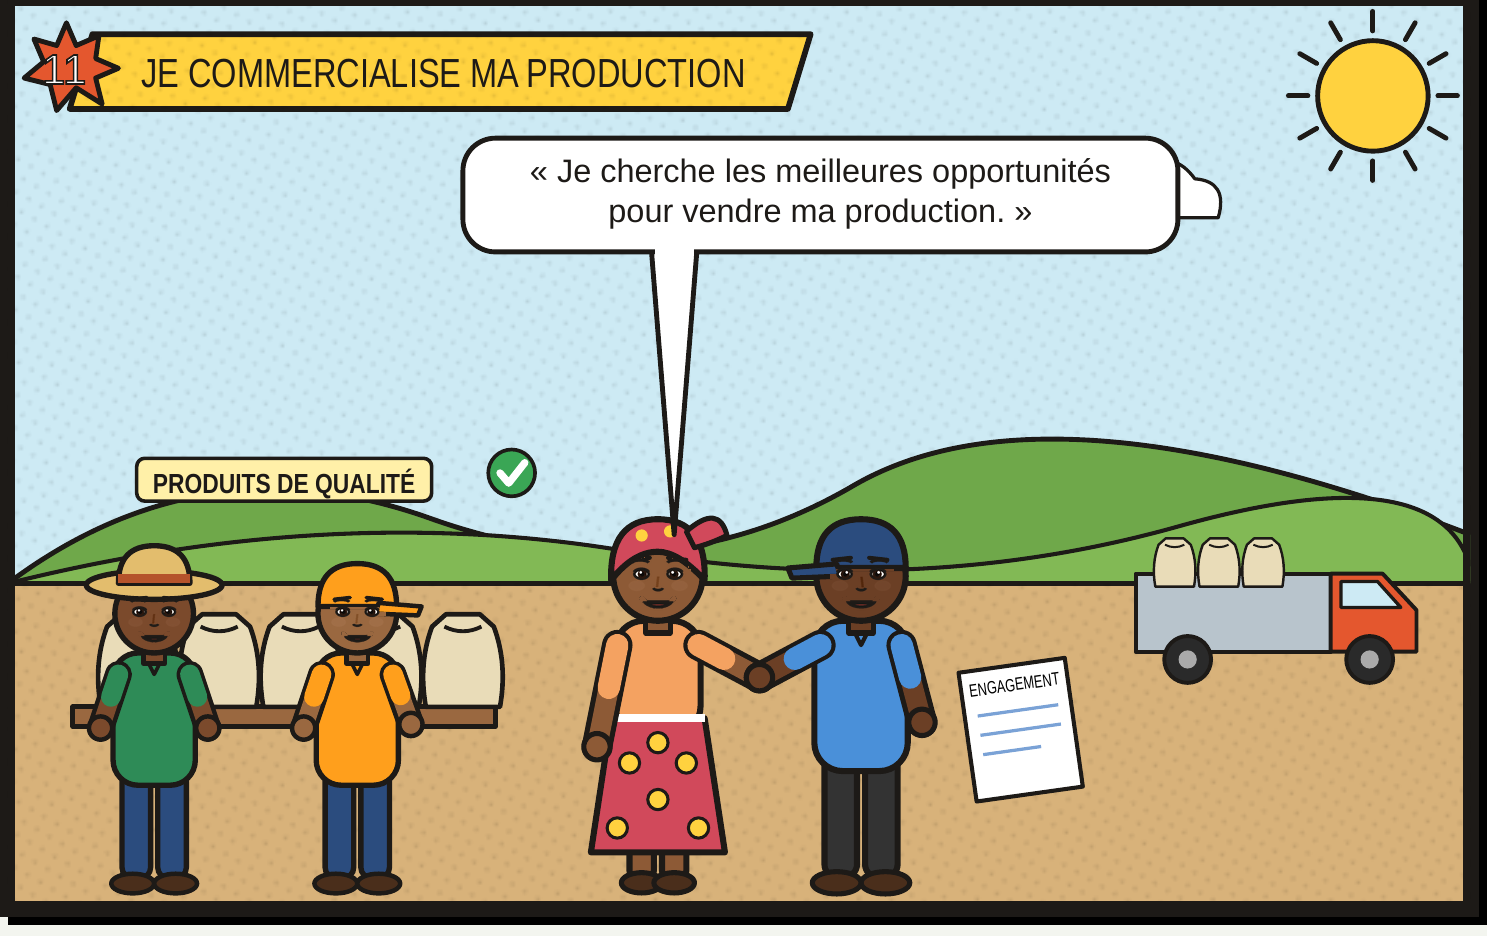 11
JE COMMERCIALISE MA PRODUCTION
« Je cherche les meilleures opportunités
pour vendre ma production. »
PRODUITS DE QUALITÉ
ENGAGEMENT